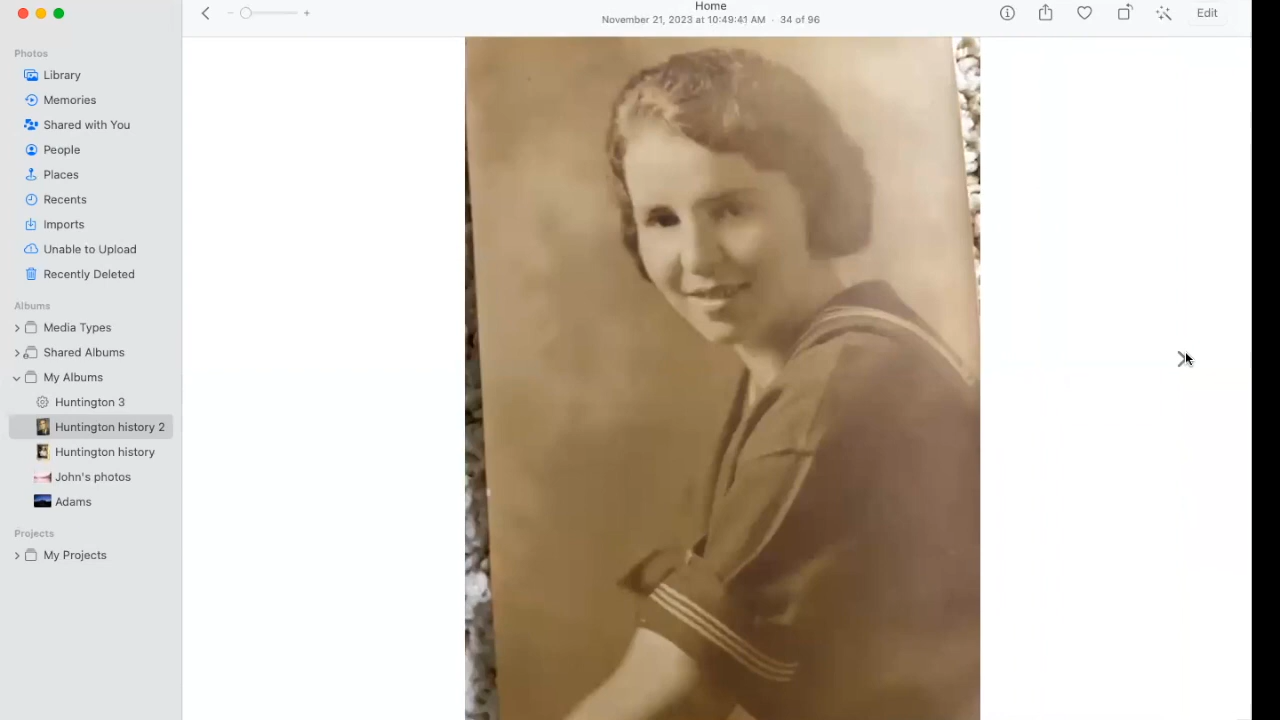 Home
November 21, 2023 at 10:49:41 AM · 34 of 96
Edit
Photos
Library
Memories
Shared with You
People
Places
Recents
Imports
Unable to Upload
Recently Deleted
Albums
Media Types
Shared Albums
My Albums
Huntington 3
Huntington history 2
Huntington history
John's photos
Adams
Projects
My Projects